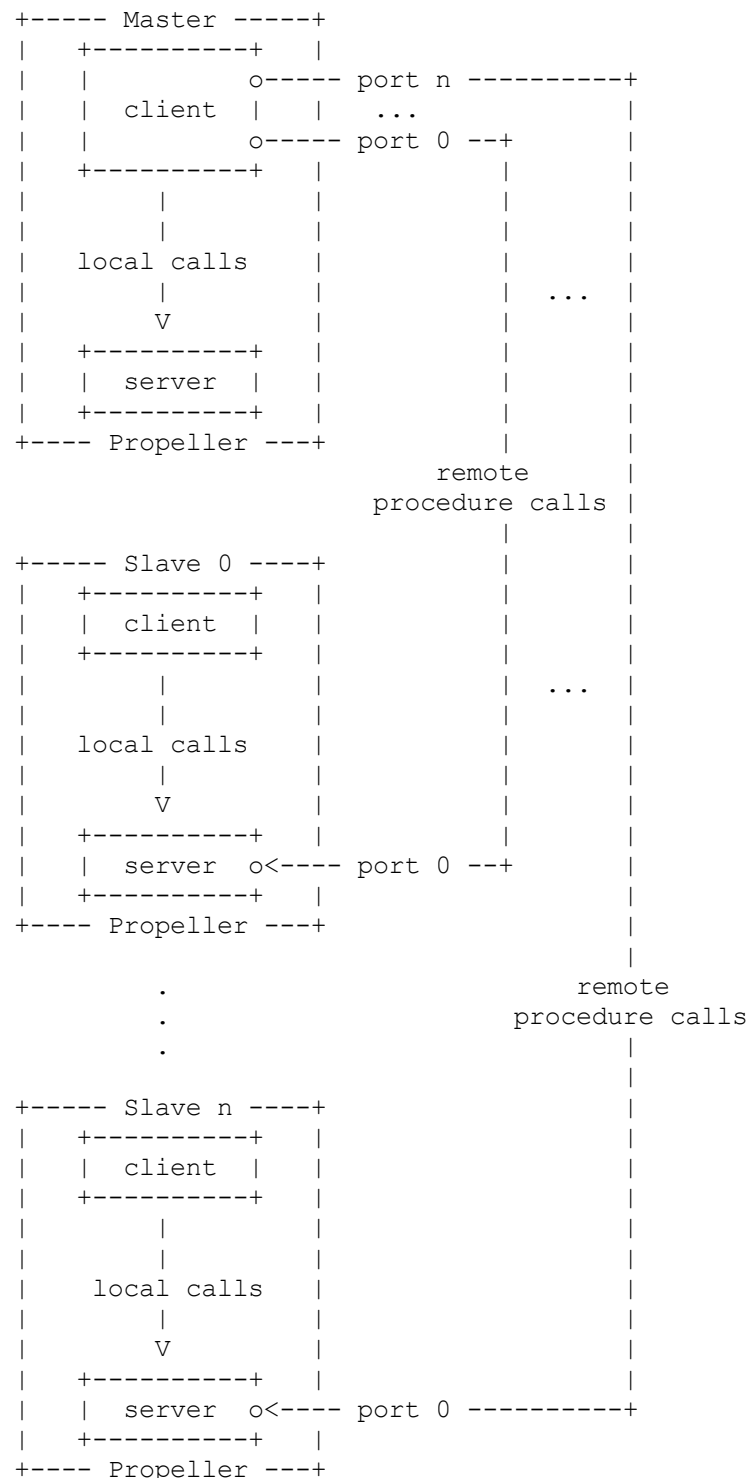 +----- Master -----+
|   +----------+   |
|   |          o----- port n ----------+
|   |  client  |   |   ...             |
|   |          o----- port 0 --+       |
|   +----------+   |           |       |
|        |         |           |       |
|        |         |           |       |
|   local calls    |           |       |
|        |         |           |  ...  |
|        V         |           |       |
|   +----------+   |           |       |
|   |  server  |   |           |       |
|   +----------+   |           |       |
+---- Propeller ---+           |       |
                           remote      |
                       procedure calls |
                               |       |
+----- Slave 0 ----+           |       |
|   +----------+   |           |       |
|   |  client  |   |           |       |
|   +----------+   |           |       |
|        |         |           |  ...  |
|        |         |           |       |
|   local calls    |           |       |
|        |         |           |       |
|        V         |           |       |
|   +----------+   |           |       |
|   |  server  o<---- port 0 --+       |
|   +----------+   |                   |
+---- Propeller ---+                   |
                                       |
         .                          remote
         .                      procedure calls
         .                             |
                                       |
+----- Slave n ----+                   |
|   +----------+   |                   |
|   |  client  |   |                   |
|   +----------+   |                   |
|        |         |                   |
|        |         |                   |
|    local calls   |                   |
|        |         |                   |
|        V         |                   |
|   +----------+   |                   |
|   |  server  o<---- port 0 ----------+
|   +----------+   |
+---- Propeller ---+